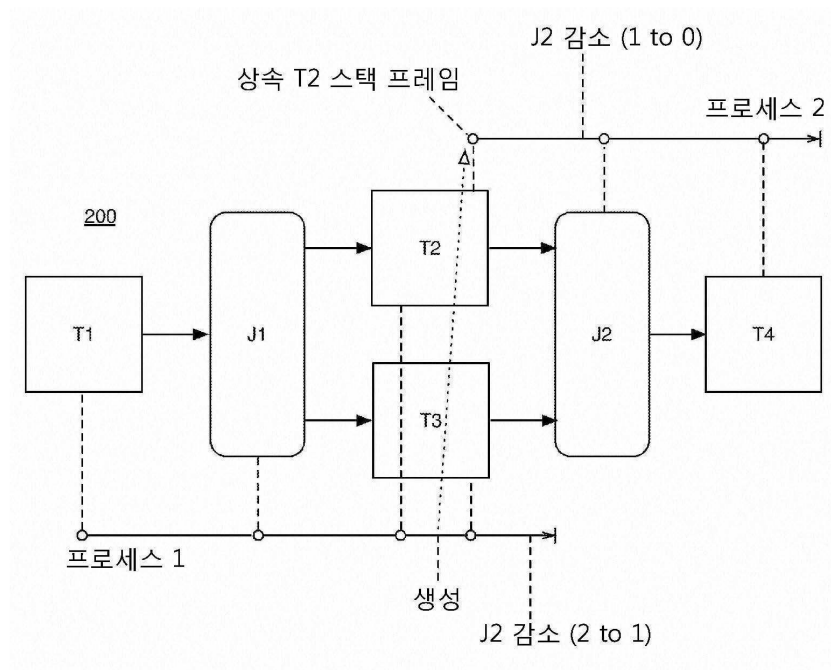 J2 감소 (1 to 0)
상속 T2 스택 프레임
프로세스 2
200
T1
J1
T2
T3
J2
T4
프로세스 1
생성
J2 감소 (2 to 1)